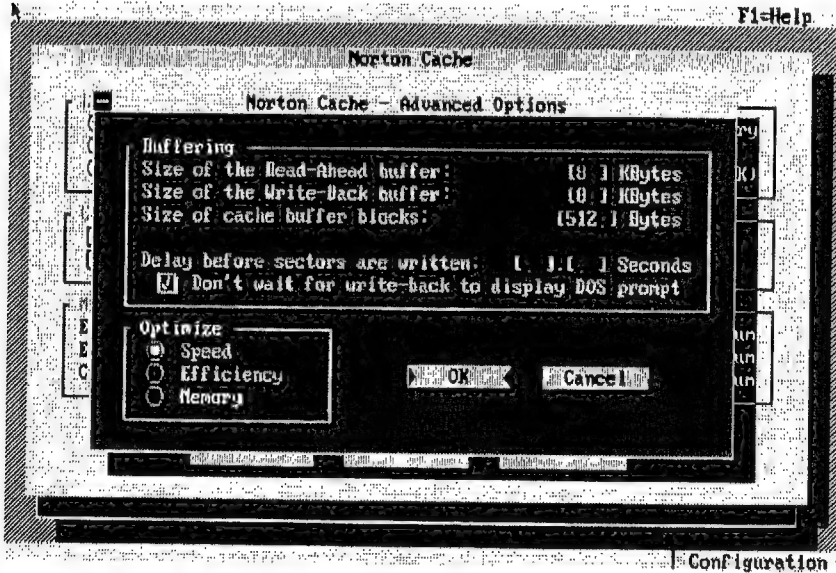 F1=Help
Norton Cache
Norton Cache - Advanced Options
Buffering
Size of the Read-Ahead buffer: [8 ] KBytes
Size of the Write-Back buffer: [0 ] KBytes
Size of cache buffer blocks: [512 ] Bytes
Delay before sectors are written: [ ].[ ] Seconds
Don't wait for write-back to display DOS prompt
Optimize
Speed
Efficiency
Memory
OK Cancel
Configuration